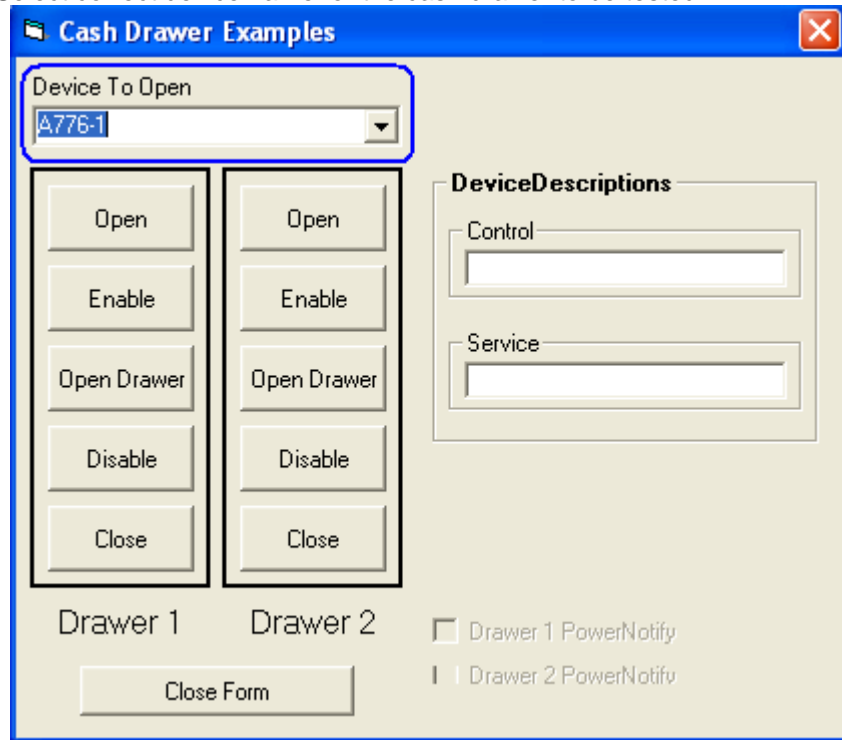 Cash Drawer Examples
Device To Open
A776-1
Open
Enable
Open Drawer
Disable
Close
Drawer 1
Open
Enable
Open Drawer
Disable
Close
Drawer 2
Close Form
DeviceDescriptions
Control
Service
Drawer 1 PowerNotify
Drawer 2 PowerNotify